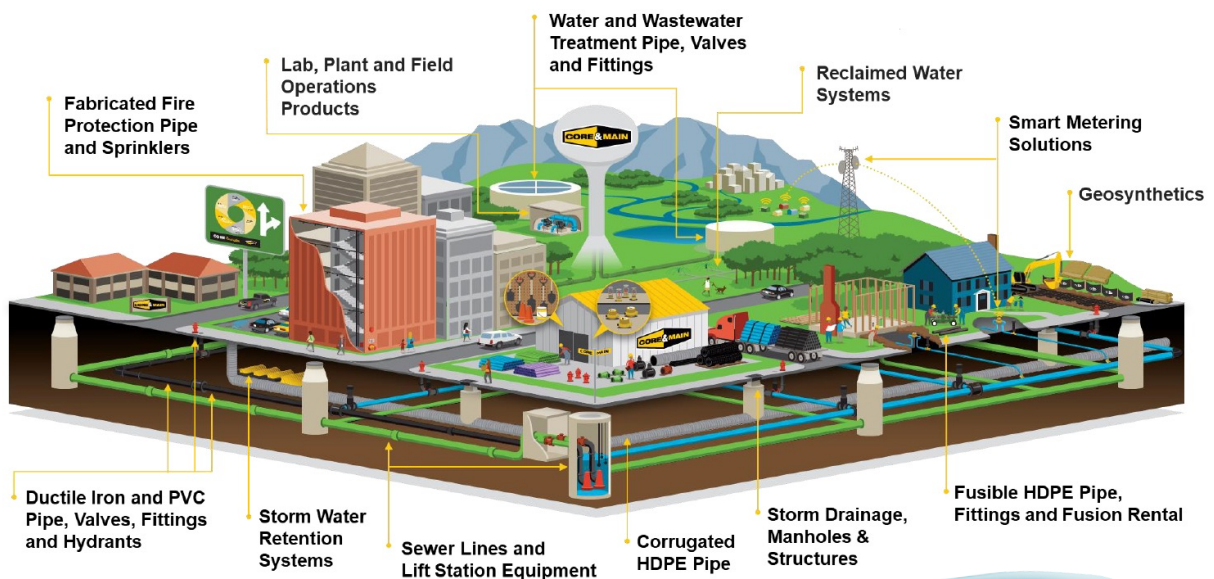 Water and Wastewater
Treatment Pipe, Valves
and Fittings
Lab, Plant and Field
Operations
Products
Reclaimed Water
Systems
Fabricated Fire
Protection Pipe
and Sprinklers
Smart Metering
Solutions
Geosynthetics
CORE & MAIN
CORE & MAIN
CORE & MAIN
Ductile Iron and PVC
Pipe, Valves, Fittings
and Hydrants
Storm Water
Retention
Systems
Sewer Lines and
Lift Station Equipment
Corrugated
HDPE Pipe
Storm Drainage,
Manholes &
Structures
Fusible HDPE Pipe,
Fittings and Fusion Rental